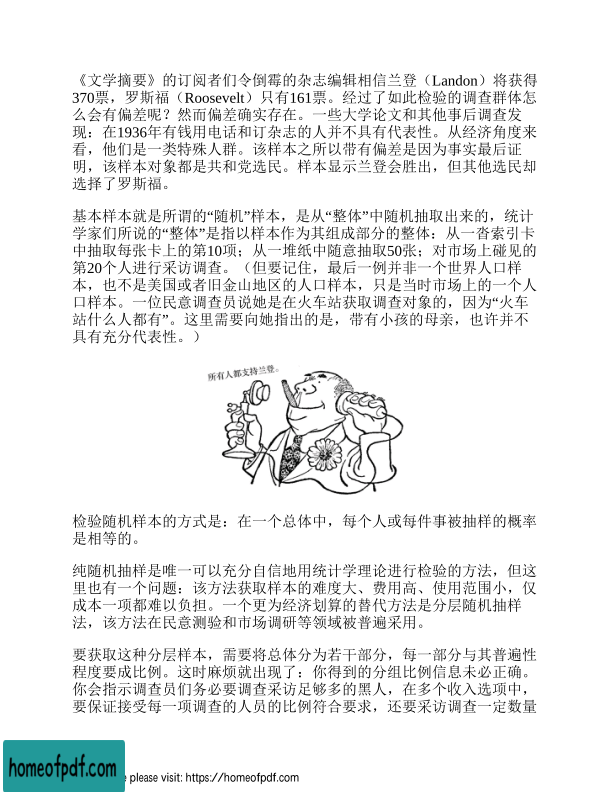 《文学摘要》的订阅者们令倒霉的杂志编辑相信兰登（Landon）将获得
370票，罗斯福（Roosevelt）只有161票。经过了如此检验的调查群体怎
么会有偏差呢？然而偏差确实存在。一些大学论文和其他事后调查发
现：在1936年有钱用电话和订杂志的人并不具有代表性。从经济角度来
看，他们是一类特殊人群。该样本之所以带有偏差是因为事实最后证
明，该样本对象都是共和党选民。样本显示兰登会胜出，但其他选民却
选择了罗斯福。
基本样本就是所谓的“随机”样本，是从“整体”中随机抽取出来的，统计
学家们所说的“整体”是指以样本作为其组成部分的整体：从一沓索引卡
中抽取每张卡上的第10项；从一堆纸中随意抽取50张；对市场上碰见的
第20个人进行采访调查。（但要记住，最后一例并非一个世界人口样
本，也不是美国或者旧金山地区的人口样本，只是当时市场上的一个人
口样本。一位民意调查员说她是在火车站获取调查对象的，因为“火车
站什么人都有”。这里需要向她指出的是，带有小孩的母亲，也许并不
具有充分代表性。）
所有人都支持兰登。
检验随机样本的方式是：在一个总体中，每个人或每件事被抽样的概率
是相等的。
纯随机抽样是唯一可以充分自信地用统计学理论进行检验的方法，但这
里也有一个问题：该方法获取样本的难度大、费用高、使用范围小，仅
成本一项都难以负担。一个更为经济划算的替代方法是分层随机抽样
法，该方法在民意测验和市场调研等领域被普遍采用。
要获取这种分层样本，需要将总体分为若干部分，每一部分与其普遍性
程度要成比例。这时麻烦就出现了：你得到的分组比例信息未必正确。
你会指示调查员们务必要调查采访足够多的黑人，在多个收入选项中，
要保证接受每一项调查的人员的比例符合要求，还要采访调查一定数量
homeofpdf.com
e please visit: https://homeofpdf.com